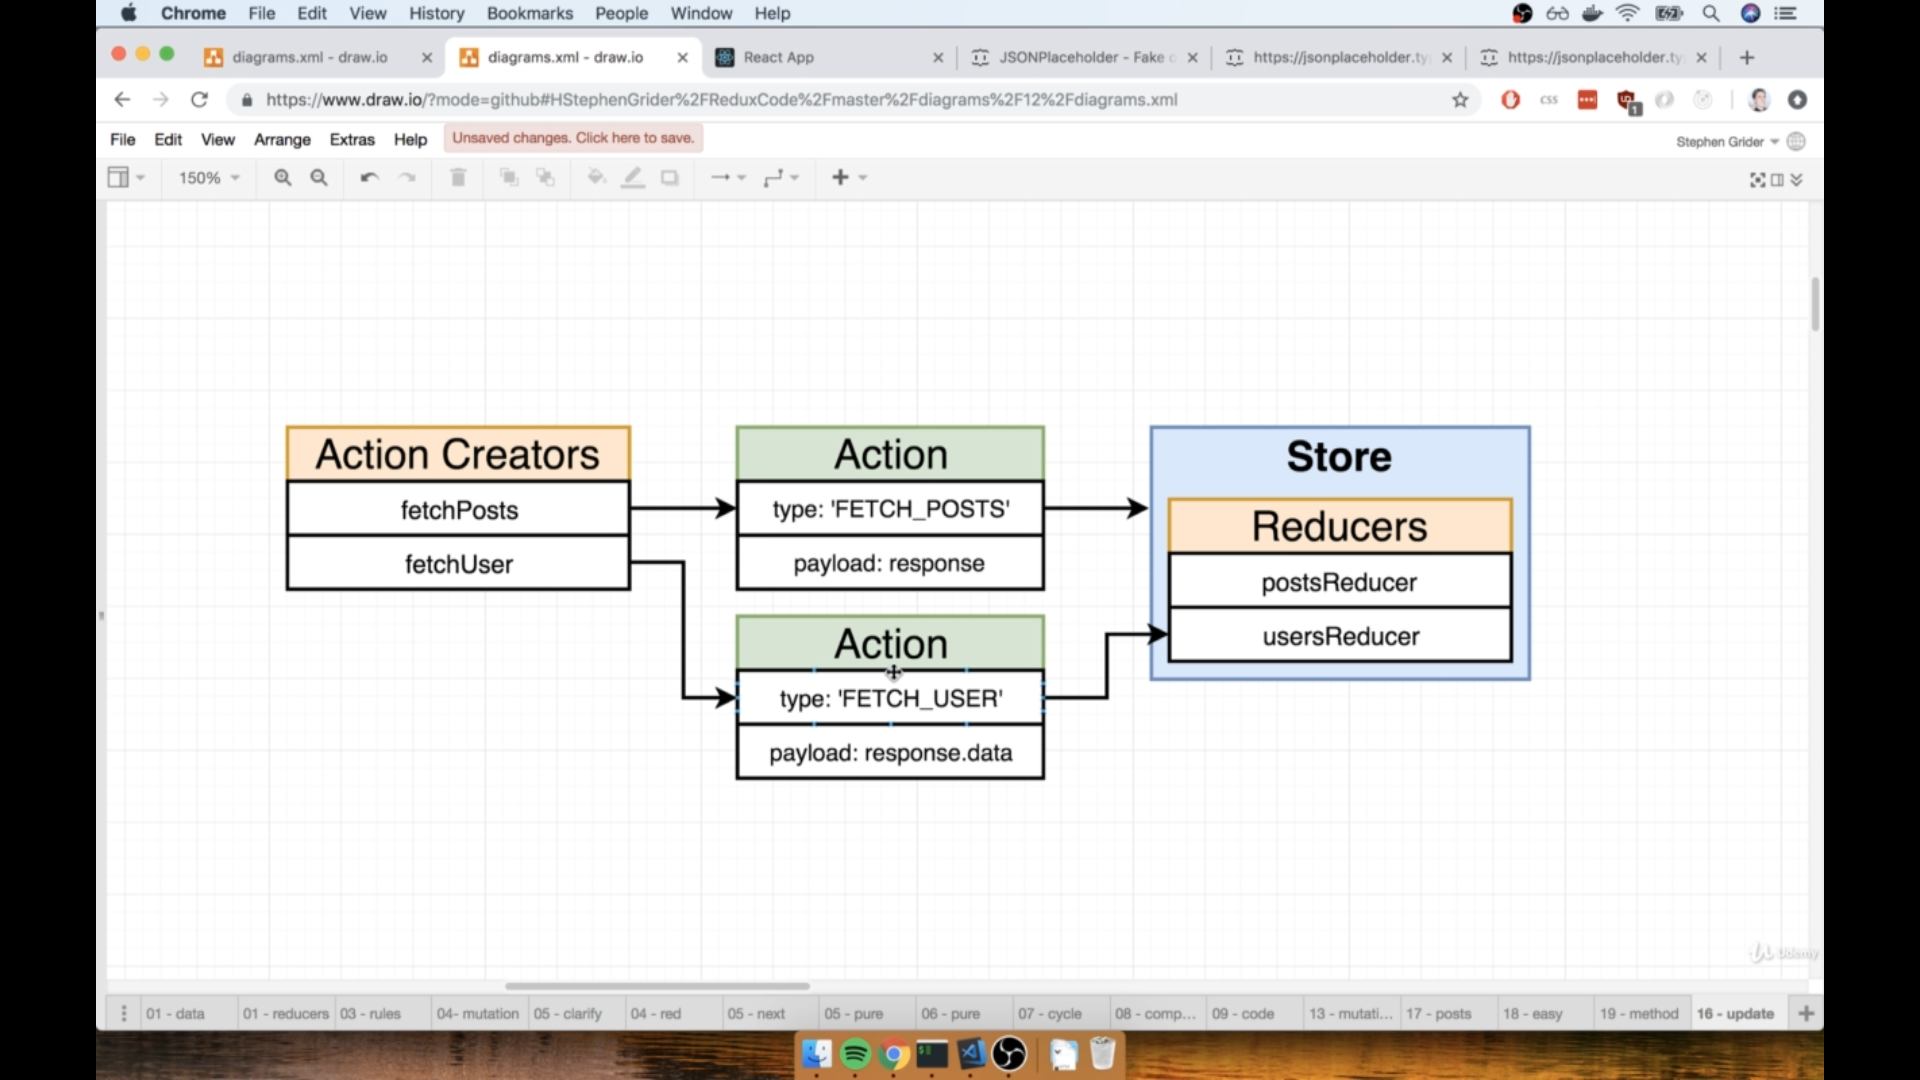 Chrome File Edit View History Bookmarks People Window Help
diagrams.xml - draw.io diagrams.xml - draw.io React App JSONPlaceholder - Fake https://jsonplaceholder.ty https://jsonplaceholder.ty
https://www.draw.io/?mode=github#HStephenGrider%2FReduxCode%2Fmaster%2Fdiagrams%2F12%2Fdiagrams.xml CSS 1
File Edit View Arrange Extras Help Unsaved changes. Click here to save. Stephen Grider
150%
Action Creators
fetchPosts
fetchUser
Action
type: 'FETCH_POSTS'
payload: response
Action
type: 'FETCH_USER'
payload: response.data
Store
Reducers
postsReducer
usersReducer
Udemy
01 - data 01 - reducers 03 - rules 04- mutation 05 - clarify 04 - red 05 - next 05 - pure 06 - pure 07 - cycle 08 - comp... 09 - code 13 - mutati... 17 - posts 18 - easy 19 - method 16 - update